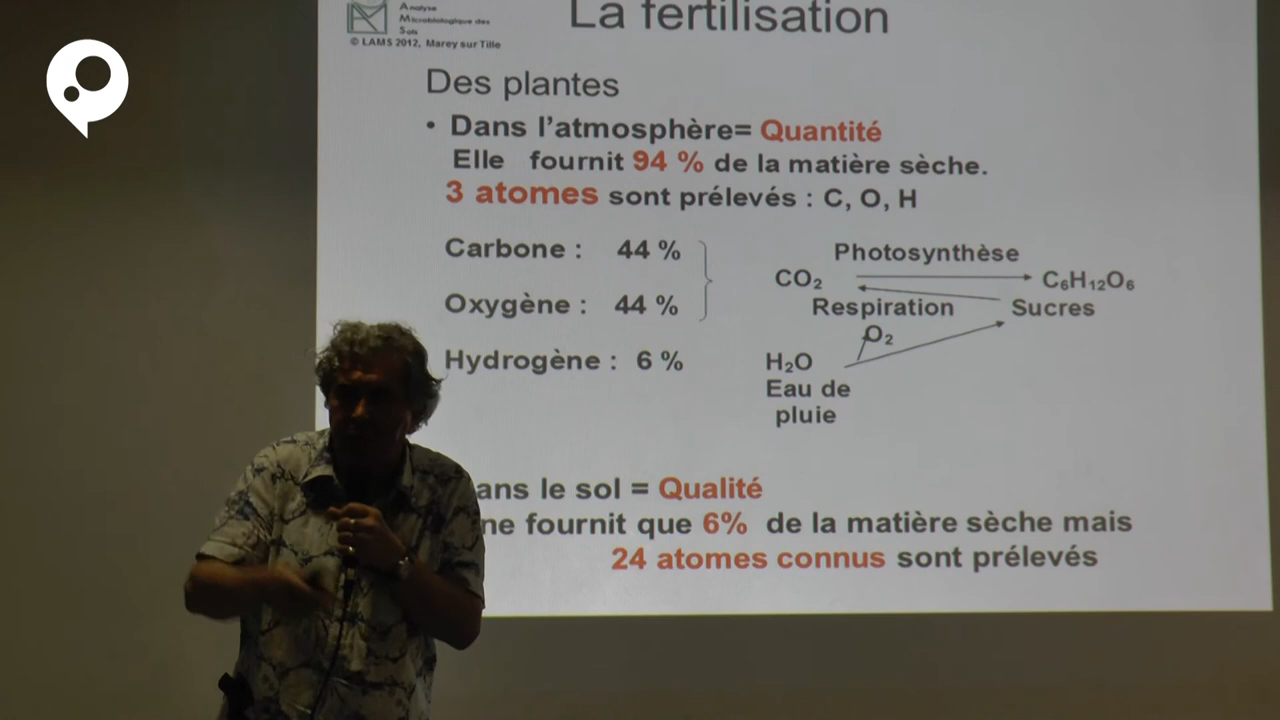 Analyse
Microbiologique des
Sols
© LAMS 2012, Marey sur Tille
La fertilisation
Des plantes
• Dans l'atmosphère= Quantité
Elle fournit 94 % de la matière sèche.
3 atomes sont prélevés : C, O, H
Carbone : 44 %
Oxygène : 44 %
Hydrogène : 6 %
Photosynthèse
CO₂
C₆H₁₂O₆
Respiration
Sucres
O₂
H₂O
Eau de
pluie
ans le sol = Qualité
ne fournit que 6% de la matière sèche mais
24 atomes connus sont prélevés